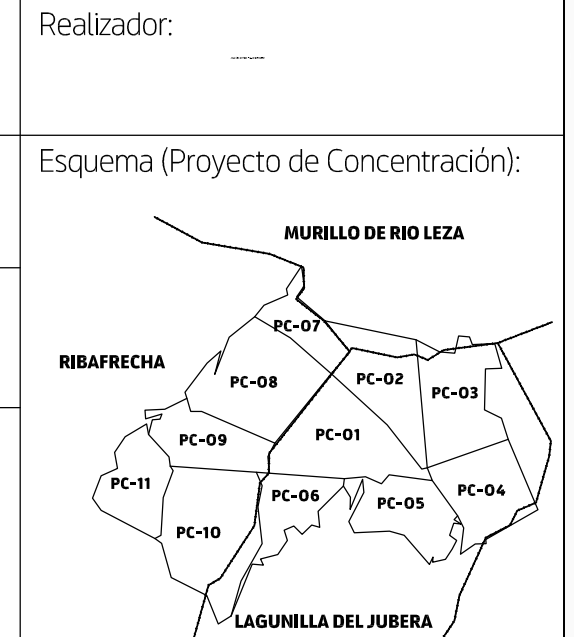 Realizador:
Esquema (Proyecto de Concentración):
MURILLO DE RIO LEZA
PC-07
RIBAFRECHA
PC-08
PC-02
PC-03
PC-09
PC-01
PC-11
PC-06
PC-05
PC-04
PC-10
LAGUNILLA DEL JUBERA